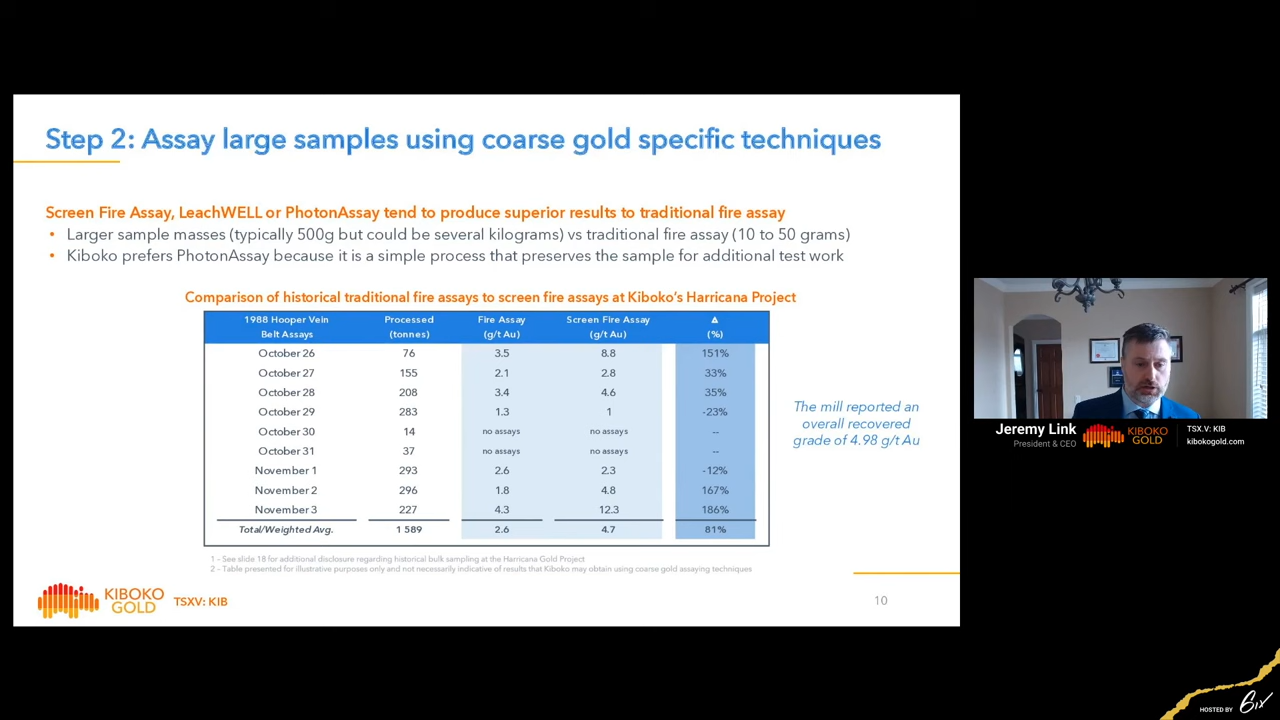 Step 2: Assay large samples using coarse gold specific techniques
Screen Fire Assay, LeachWELL or PhotonAssay tend to produce superior results to traditional fire assay
• Larger sample masses (typically 500g but could be several kilograms) vs traditional fire assay (10 to 50 grams)
• Kiboko prefers PhotonAssay because it is a simple process that preserves the sample for additional test work
Comparison of historical traditional fire assays to screen fire assays at Kiboko's Harricana Project
1988 Hooper Vein Processed Fire Assay Screen Fire Assay Δ
Belt Assays (tonnes) (g/t Au) (g/t Au) (%)
October 26 76 3.5 8.8 151%
October 27 155 2.1 2.8 33%
October 28 208 3.4 4.6 35%
October 29 283 1.3 1 -23%
October 30 14 no assays no assays --
October 31 37 no assays no assays --
November 1 293 2.6 2.3 -12%
November 2 296 1.8 4.8 167%
November 3 227 4.3 12.3 186%
Total/Weighted Avg. 1 589 2.6 4.7 81%
The mill reported an
overall recovered
grade of 4.98 g/t Au
1 – See slide 18 for additional disclosure regarding historical bulk sampling at the Harricana Gold Project
2 – Table presented for illustrative purposes only and not necessarily indicative of results that Kiboko may obtain using coarse gold assaying techniques
KIBOKO
GOLD
TSXV: KIB
10
Jeremy Link
President & CEO
KIBOKO
GOLD
TSX.V: KIB
kibokogold.com
HOSTED BY 6ix